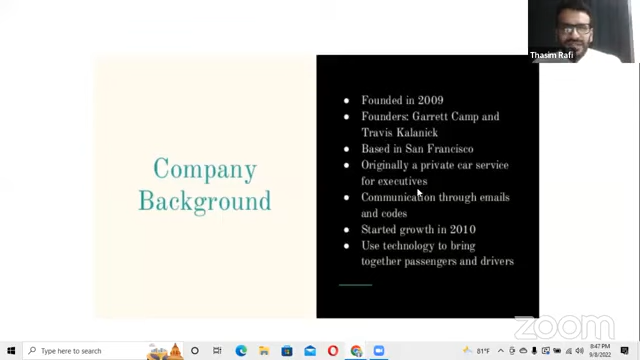 Thasim Rafi
Company
Background
● Founded in 2009
● Founders: Garrett Camp and
Travis Kalanick
● Based in San Francisco
● Originally a private car service
for executives
● Communication through emails
and codes
● Started growth in 2010
● Use technology to bring
together passengers and drivers
zoom
Type here to search
81°F
8:47 PM
9/8/2022